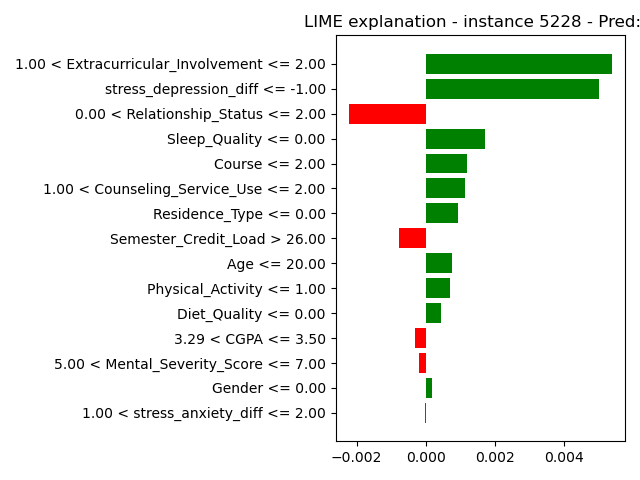 LIME explanation - instance 5228 - Pred:
1.00 < Extracurricular_Involvement <= 2.00
stress_depression_diff <= -1.00
0.00 < Relationship_Status <= 2.00
Sleep_Quality <= 0.00
Course <= 2.00
1.00 < Counseling_Service_Use <= 2.00
Residence_Type <= 0.00
Semester_Credit_Load > 26.00
Age <= 20.00
Physical_Activity <= 1.00
Diet_Quality <= 0.00
3.29 < CGPA <= 3.50
5.00 < Mental_Severity_Score <= 7.00
Gender <= 0.00
1.00 < stress_anxiety_diff <= 2.00
−0.002 0.000 0.002 0.004